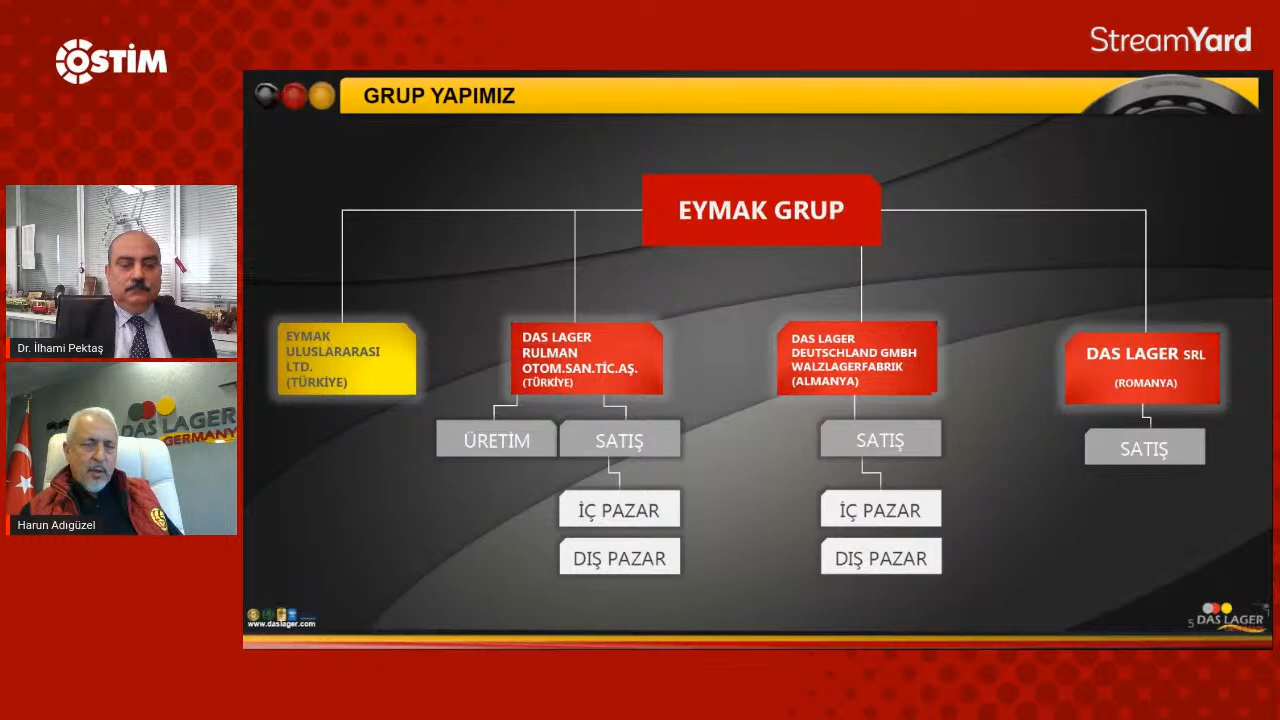 OSTİM
StreamYard
GRUP YAPIMIZ
EYMAK GRUP
EYMAK
ULUSLARARASI
LTD.
(TÜRKİYE)
DAS LAGER
RULMAN
OTOM.SAN.TİC.AŞ.
(TÜRKİYE)
DAS LAGER
DEUTSCHLAND GMBH
WALZLAGERFABRIK
(ALMANYA)
DAS LAGER SRL
(ROMANYA)
ÜRETİM
SATIŞ
SATIŞ
SATIŞ
İÇ PAZAR
İÇ PAZAR
DIŞ PAZAR
DIŞ PAZAR
Dr. İlhami Pektaş
DAS LAGER
GERMANY
Harun Adıgüzel
www.daslager.com
5
DAS LAGER